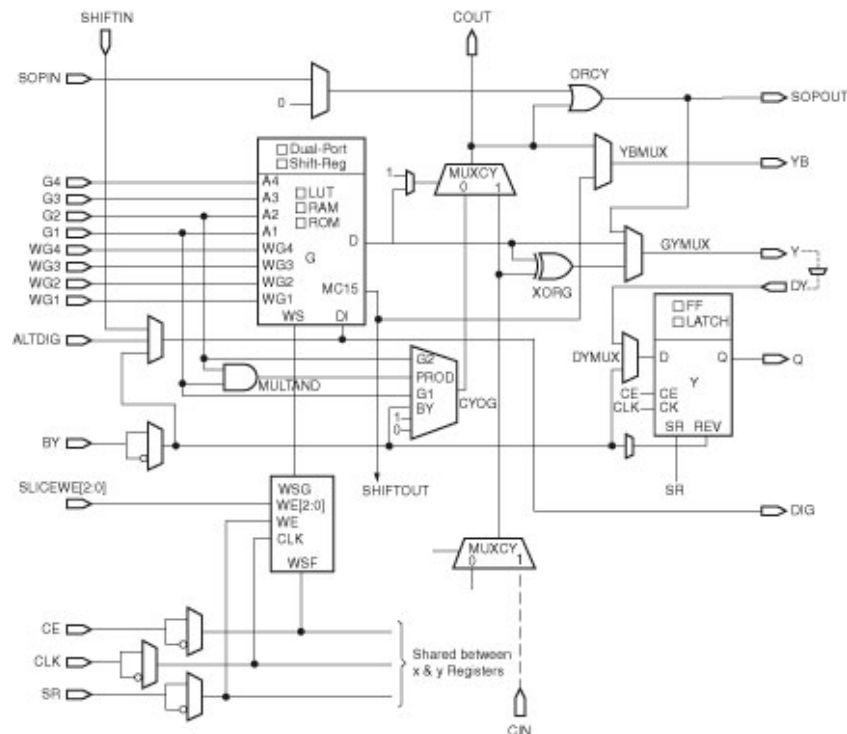 SHIFTIN
COUT
SOPIN
0
ORCY
SOPOUT
Dual-Port
Shift-Reg
YBMUX
YB
MUXCY
0 1
1
G4
G3
G2
G1
WG4
WG3
WG2
WG1
A4
A3
A2
A1
WG4
WG3
WG2
WG1
LUT
RAM
ROM
G
D
MC15
WS
DI
GYMUX
Y
XORG
DY
FF
LATCH
ALTDIG
MULTAND
G2
PROD
G1
BY
1
0
CYOG
DYMUX
D
Q
Y
Q
CE
CLK
CE
CK
SR
REV
BY
SHIFTOUT
SR
SLICEWE[2:0]
WSG
WE[2:0]
WE
CLK
WSF
DIG
MUXCY
0 1
CE
CLK
SR
Shared between
x & y Registers
CIN